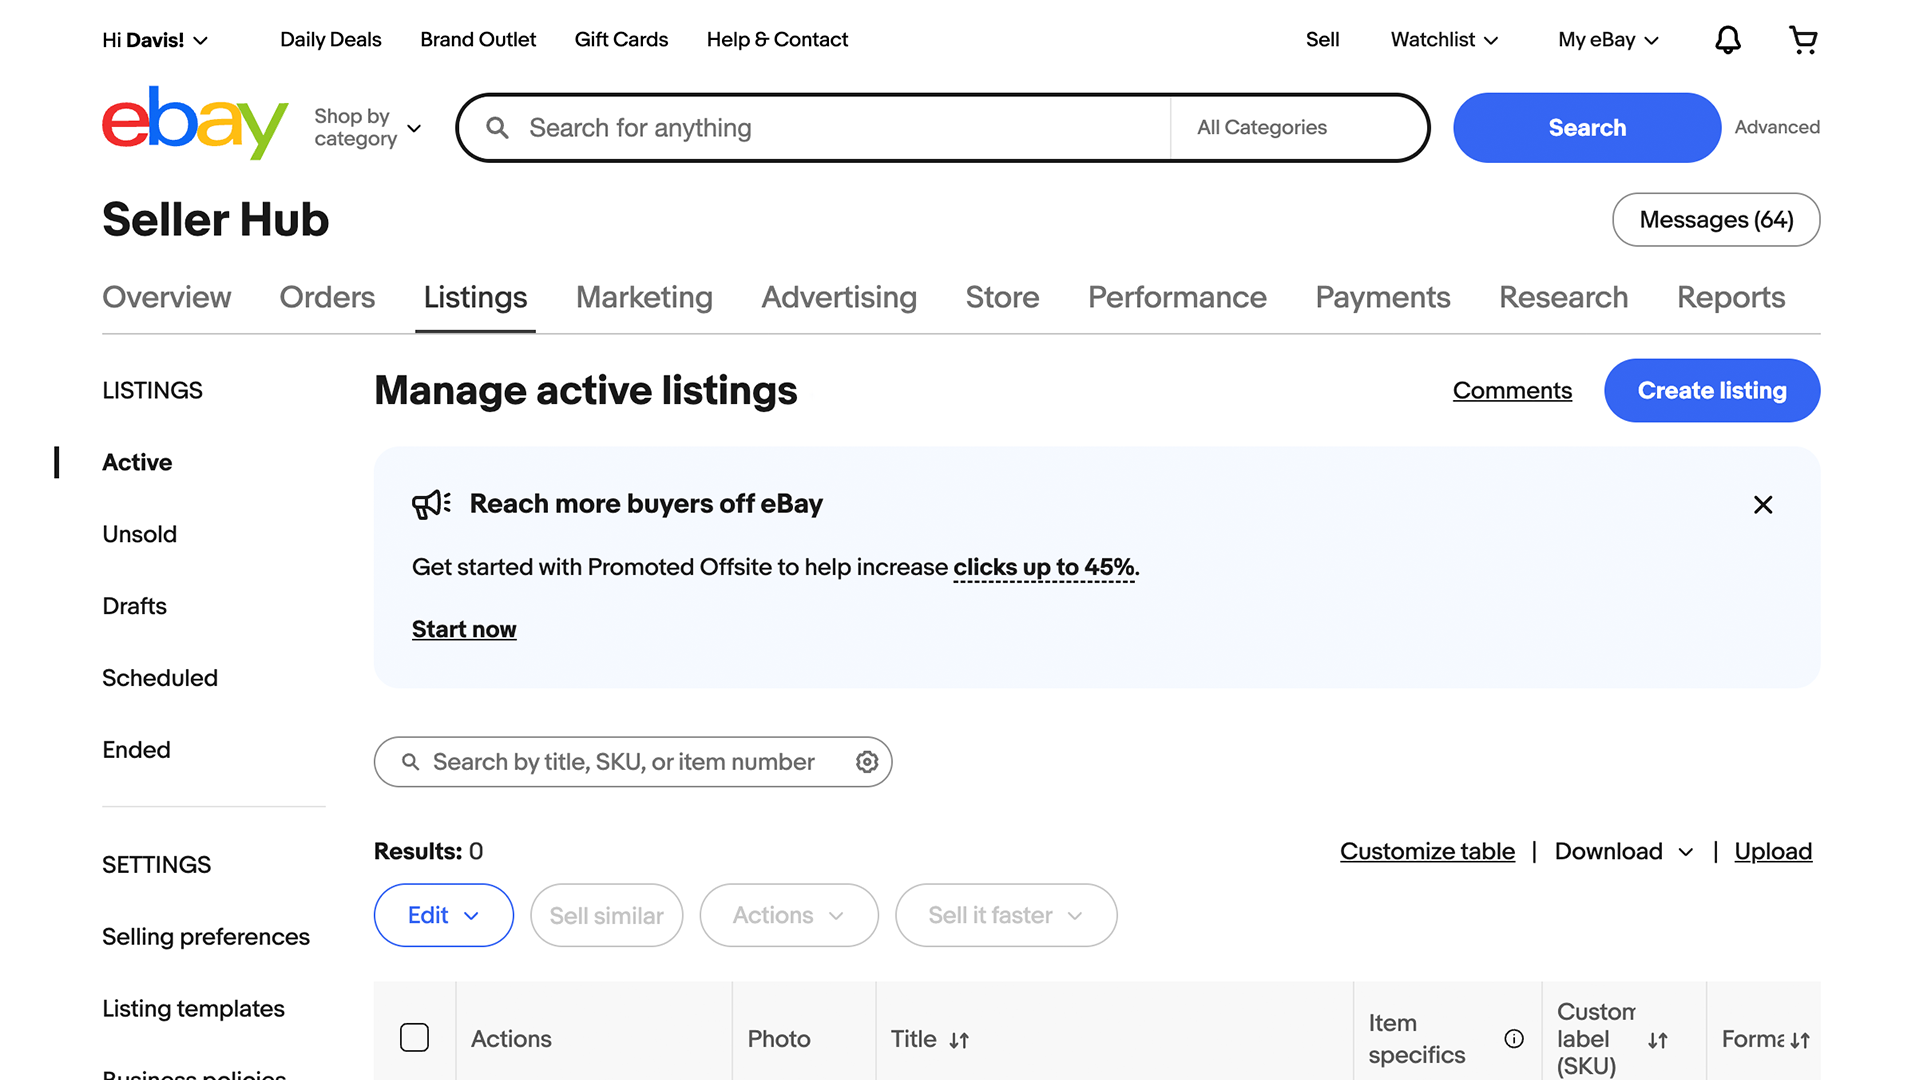 Hi Davis!
Daily Deals
Brand Outlet
Gift Cards
Help & Contact
Sell
Watchlist
My eBay
ebay
Shop by
category
Search for anything
All Categories
Search
Advanced
Seller Hub
Messages (64)
Overview
Orders
Listings
Marketing
Advertising
Store
Performance
Payments
Research
Reports
LISTINGS
Active
Unsold
Drafts
Scheduled
Ended
SETTINGS
Selling preferences
Listing templates
Business policies
Manage active listings
Comments
Create listing
Reach more buyers off eBay
Get started with Promoted Offsite to help increase clicks up to 45%.
Start now
Search by title, SKU, or item number
Results: 0
Customize table | Download | Upload
Edit
Sell similar
Actions
Sell it faster
Actions
Photo
Title
Item
specifics
Custom
label
(SKU)
Forma